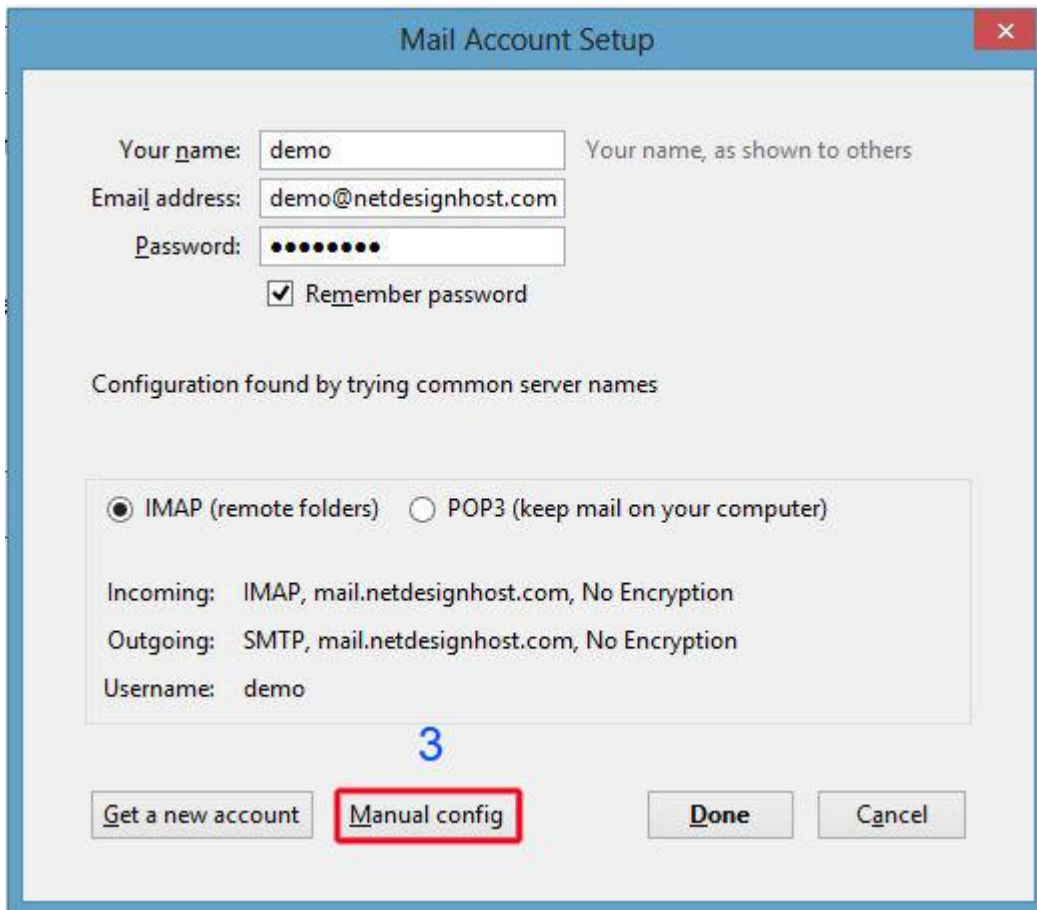 Mail Account Setup
Your name: demo Your name, as shown to others
Email address: demo@netdesignhost.com
Password: ●●●●●●●●
Remember password
Configuration found by trying common server names
IMAP (remote folders) POP3 (keep mail on your computer)
Incoming: IMAP, mail.netdesignhost.com, No Encryption
Outgoing: SMTP, mail.netdesignhost.com, No Encryption
Username: demo
3
Get a new account Manual config Done Cancel